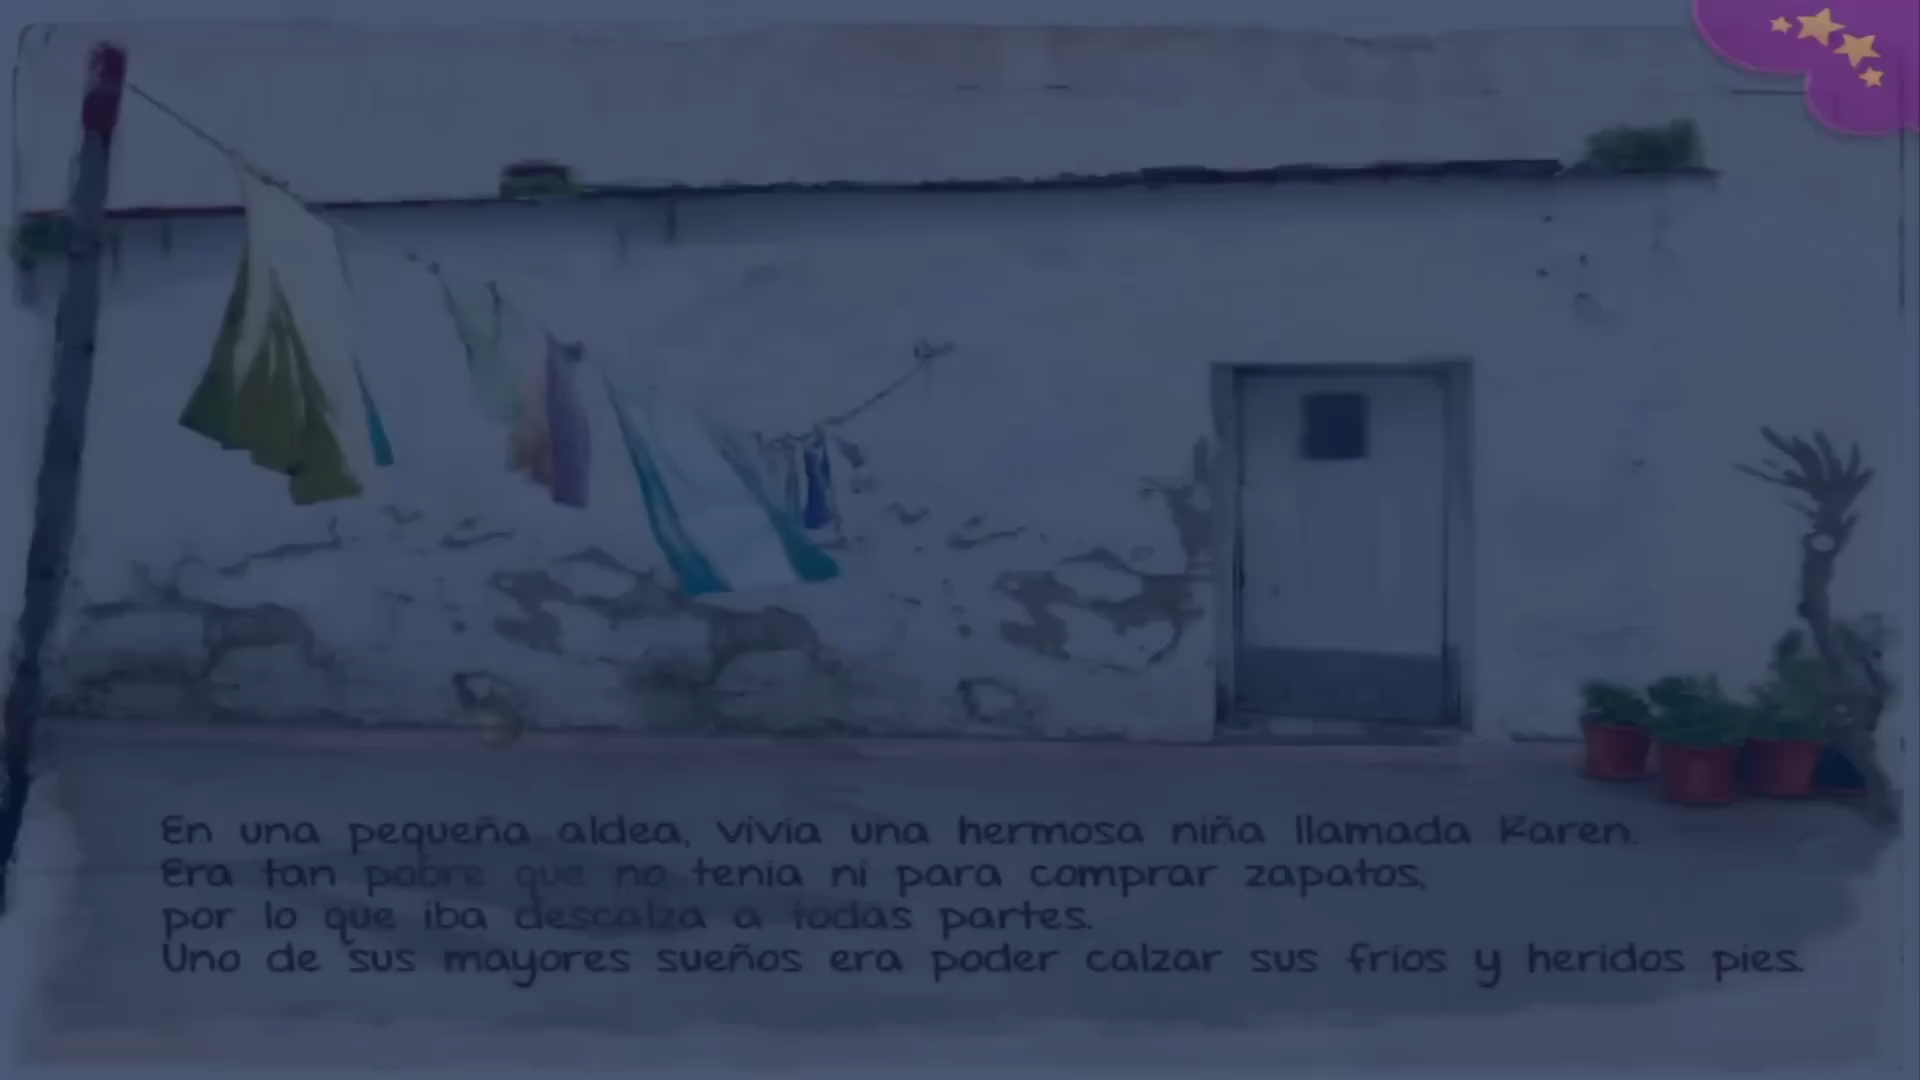 En una pequeña aldea, vivía una hermosa niña llamada Karen.
Era tan pobre que no tenía ni para comprar zapatos,
por lo que iba descalza a todas partes.
Uno de sus mayores sueños era poder calzar sus fríos y heridos pies.